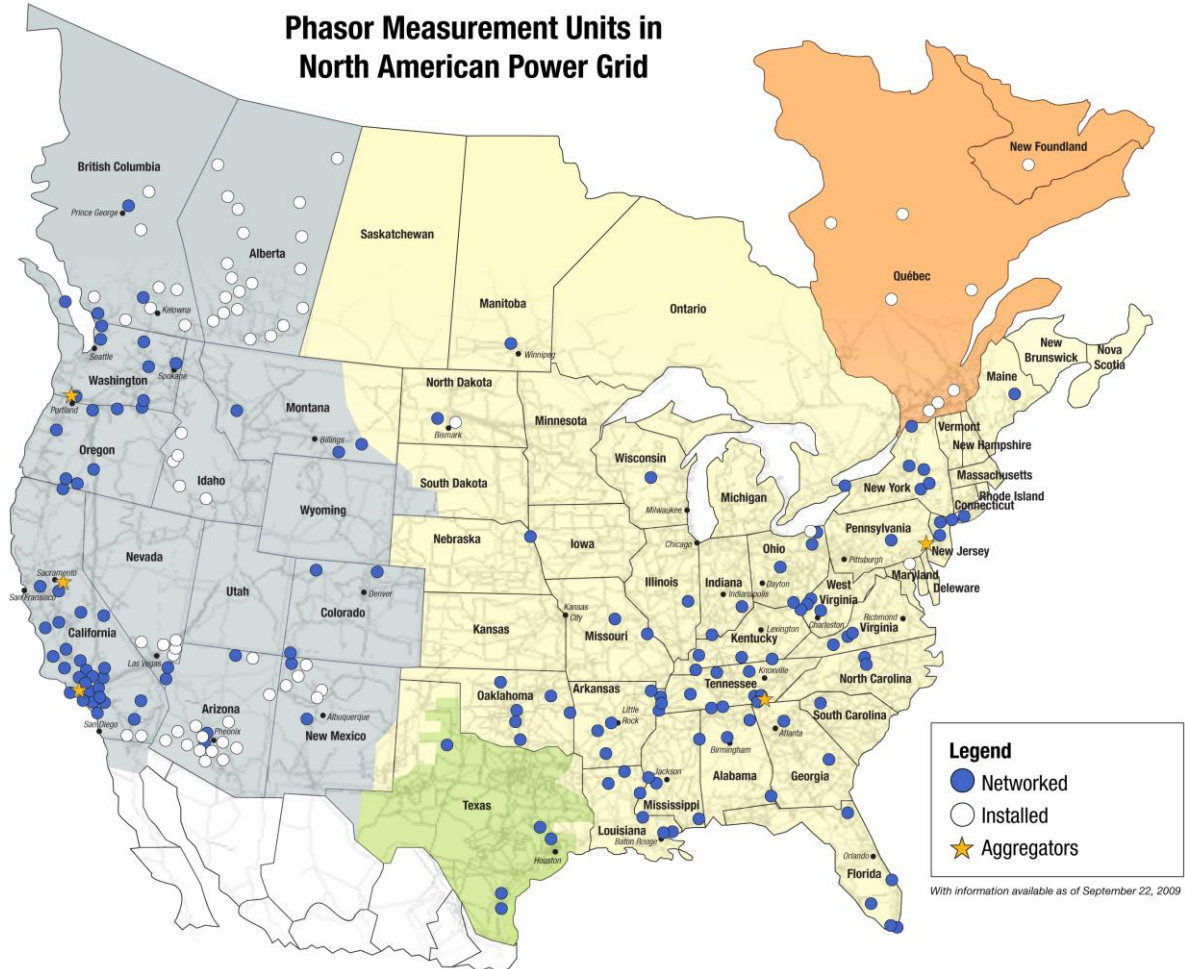 Phasor Measurement Units in
North American Power Grid
British Columbia
Prince George
Alberta
Saskatchewan
Manitoba
Ontario
New Foundland
Québec
Kelowna
Winnipeg
Seattle
Spokane
Washington
Portland
Oregon
Montana
Billings
Idaho
Wyoming
North Dakota
Bismark
South Dakota
Minnesota
Wisconsin
Milwaukee
Michigan
New
Brunswick
Nova
Scotia
Maine
Vermont
New Hampshire
Massachusetts
Rhode Island
Connecticut
New York
Pennsylvania
Pittsburgh
New Jersey
Maryland
Deleware
Nevada
Sacramento
San Fransisco
California
Utah
Colorado
Denver
Nebraska
Iowa
Chicago
Illinois
Indiana
Indianapolis
Ohio
Dayton
West
Virginia
Charleston
Richmond
Virginia
Kansas
Kansas
City
Missouri
Kentucky
Lexington
Knoxville
Tennessee
North Carolina
South Carolina
Las Vegas
San Diego
Arizona
Pheonix
New Mexico
Albuquerque
Oaklahoma
Arkansas
Little
Rock
Birmingham
Atlanta
Alabama
Georgia
Jackson
Mississippi
Texas
Houston
Louisiana
Baton Rouge
Orlando
Florida
Legend
Networked
Installed
Aggregators
With information available as of September 22, 2009